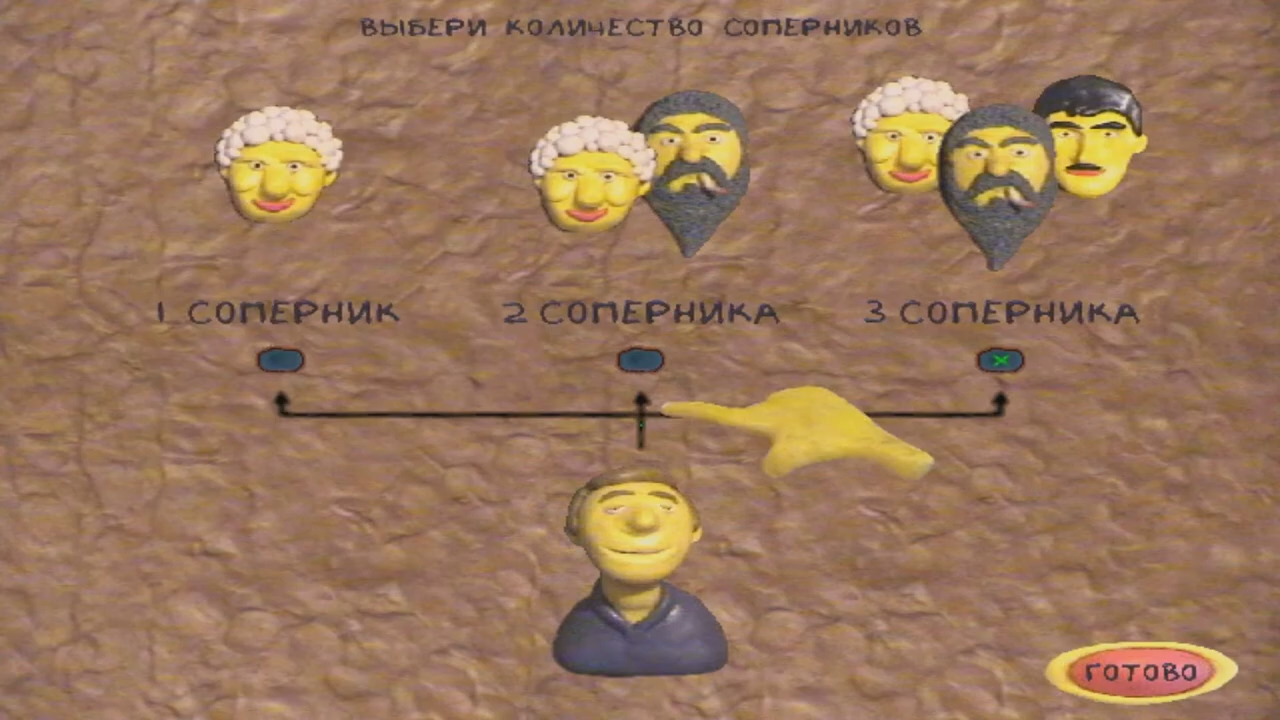 ВЫБЕРИ КОЛИЧЕСТВО СОПЕРНИКОВ
1 СОПЕРНИК
2 СОПЕРНИКА
3 СОПЕРНИКА
ГОТОВО